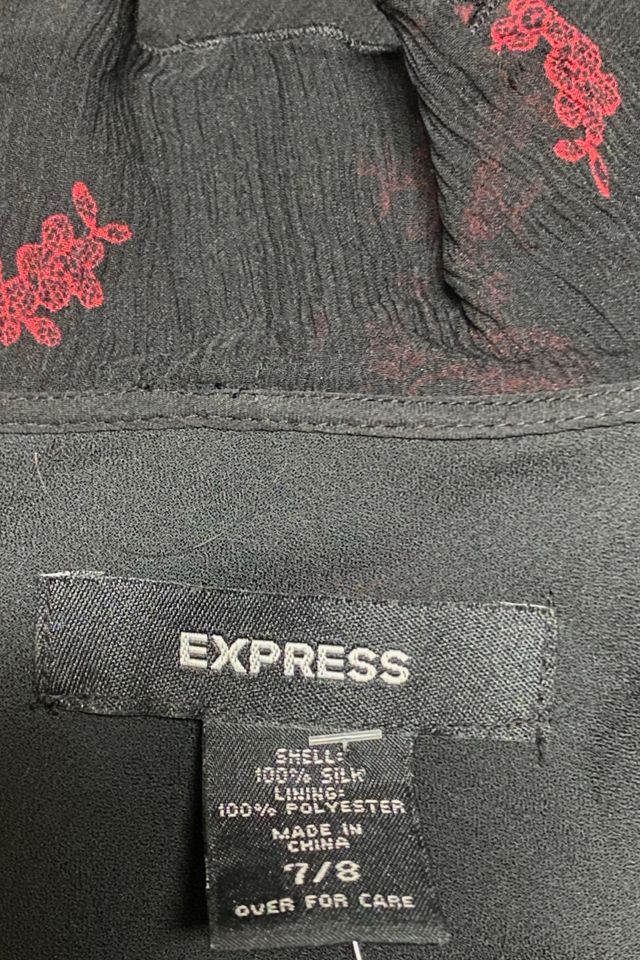 EXPRESS
SHELL:
100% SILK
LINING:
100% POLYESTER
MADE IN
CHINA
7/8
OVER FOR CARE